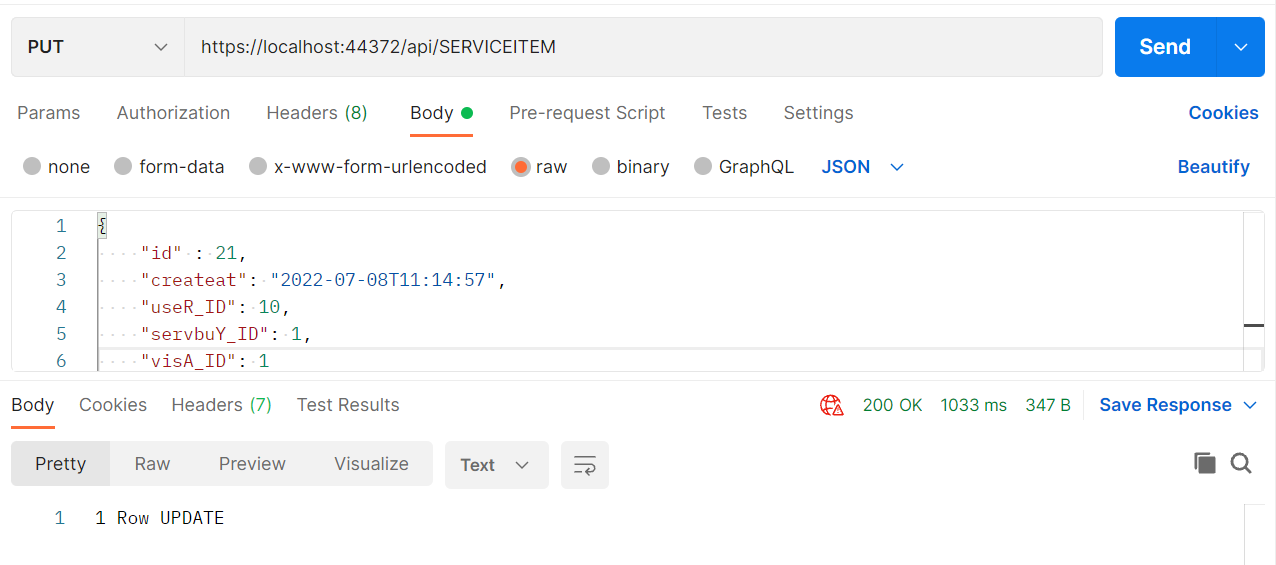 PUT https://localhost:44372/api/SERVICEITEM Send
Params Authorization Headers (8) Body Pre-request Script Tests Settings Cookies
none form-data x-www-form-urlencoded raw binary GraphQL JSON Beautify
1 {
2 "id" : 21,
3 "createat": "2022-07-08T11:14:57",
4 "useR_ID": 10,
5 "servbuY_ID": 1,
6 "visA_ID": 1
Body Cookies Headers (7) Test Results 200 OK 1033 ms 347 B Save Response
Pretty Raw Preview Visualize Text
1 1 Row UPDATE